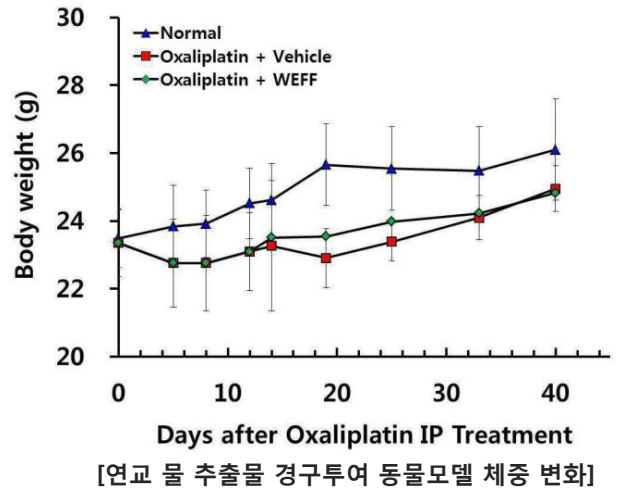 30
28
26
24
22
20
Body weight (g)
Normal
Oxaliplatin + Vehicle
Oxaliplatin + WEFF
0 10 20 30 40
Days after Oxaliplatin IP Treatment
[연교 물 추출물 경구투여 동물모델 체중 변화]